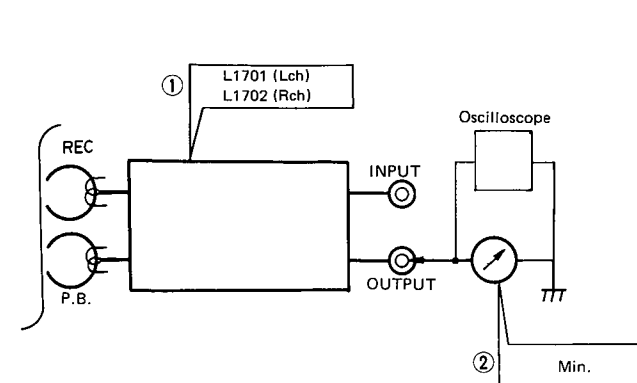 ①
L1701 (Lch)
L1702 (Rch)
Oscilloscope
REC
INPUT
OUTPUT
P.B.
②
Min.